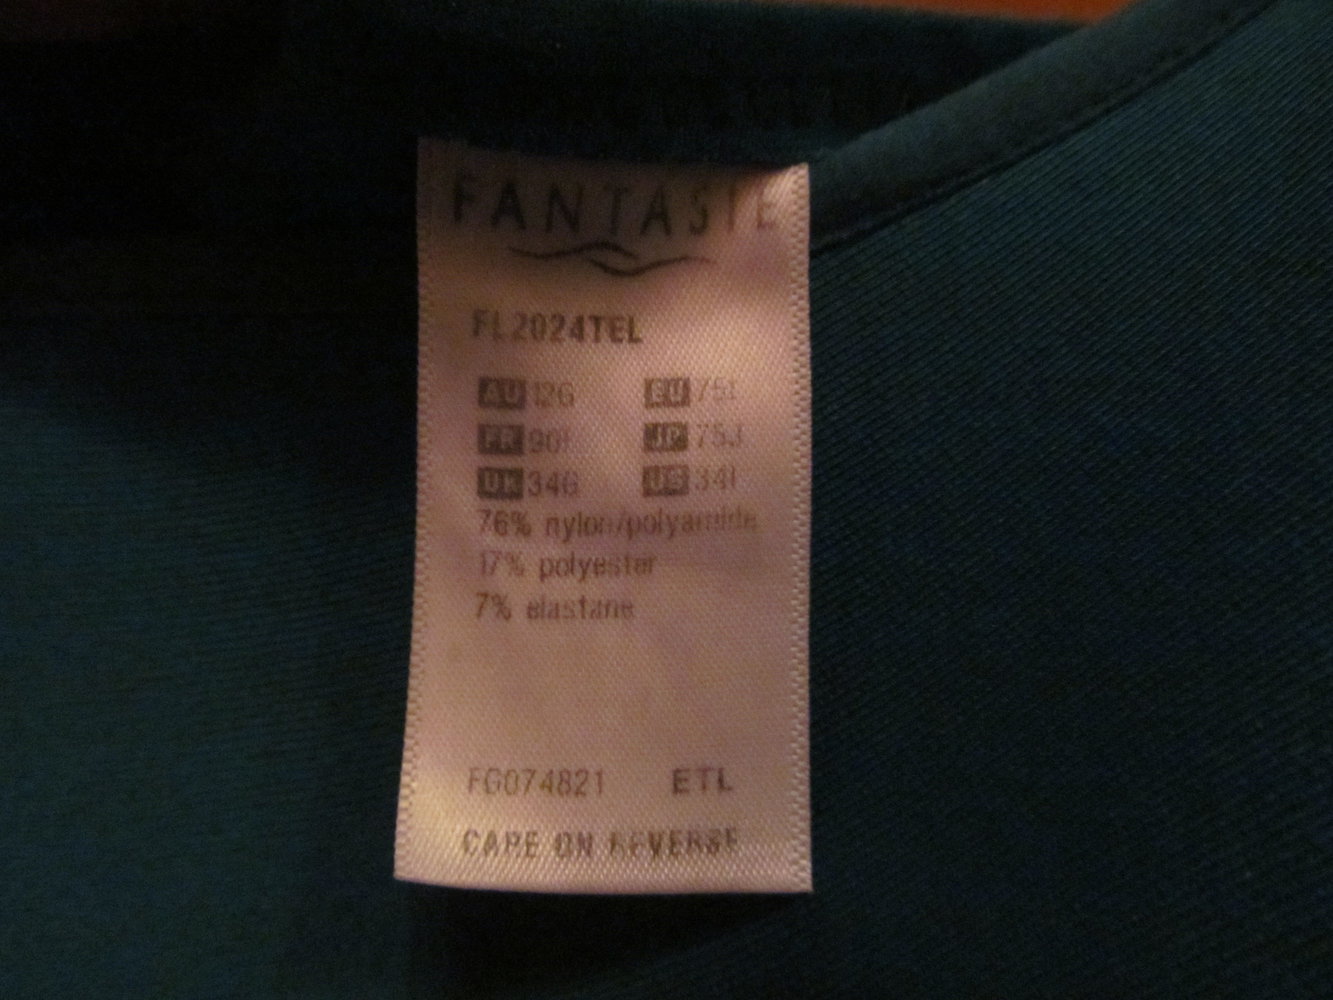 FANTASIE
FL2024TEL
AU 12G EU 75I
FR 90I JP 75J
UK 34G US 34I
76% nylon/polyamide
17% polyester
7% elastane
FG074821 ETL
CARE ON REVERSE